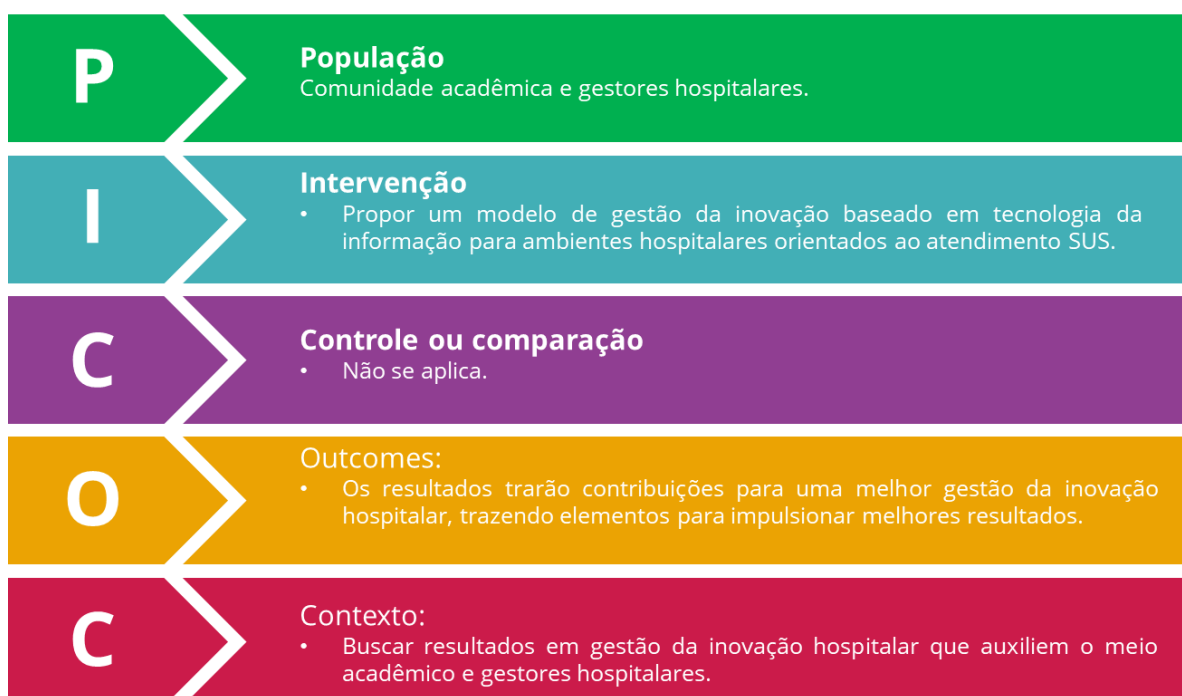 P
População
Comunidade acadêmica e gestores hospitalares.
I
Intervenção
• Propor um modelo de gestão da inovação baseado em tecnologia da
informação para ambientes hospitalares orientados ao atendimento SUS.
C
Controle ou comparação
• Não se aplica.
O
Outcomes:
• Os resultados trarão contribuições para uma melhor gestão da inovação
hospitalar, trazendo elementos para impulsionar melhores resultados.
C
Contexto:
• Buscar resultados em gestão da inovação hospitalar que auxiliem o meio
acadêmico e gestores hospitalares.